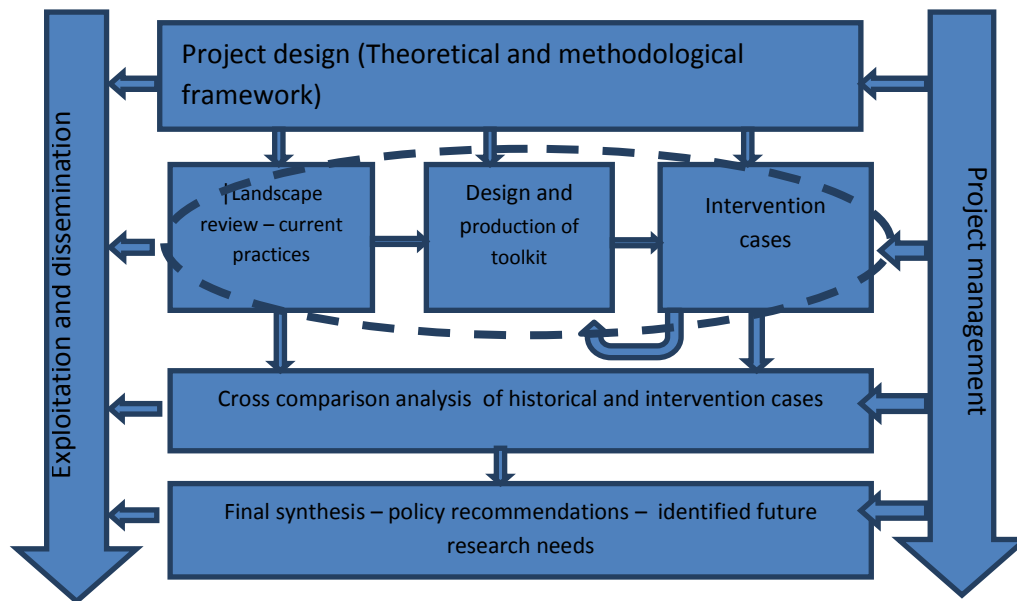 Exploitation and dissemination
Project design (Theoretical and methodological
framework)
Landscape
review – current
practices
Design and
production of
toolkit
Intervention
cases
Cross comparison analysis of historical and intervention cases
Final synthesis – policy recommendations – identified future
research needs
Project management